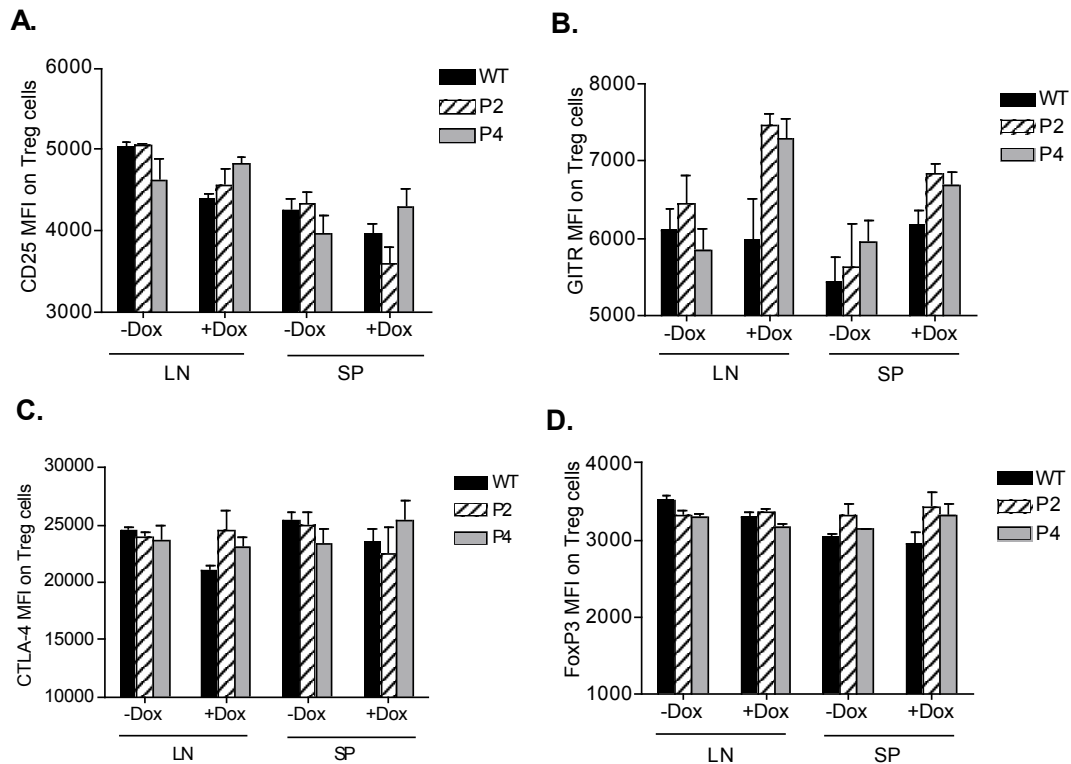 A.
CD25 MFI on Treg cells
6000
5000
4000
3000
WT
P2
P4
-Dox +Dox -Dox +Dox
LN SP
B.
GITR MFI on Treg cells
8000
7000
6000
5000
WT
P2
P4
-Dox +Dox -Dox +Dox
LN SP
C.
CTLA-4 MFI on Treg cells
30000
25000
20000
15000
10000
WT
P2
P4
-Dox +Dox -Dox +Dox
LN SP
D.
FoxP3 MFI on Treg cells
4000
3000
2000
1000
WT
P2
P4
-Dox +Dox -Dox +Dox
LN SP